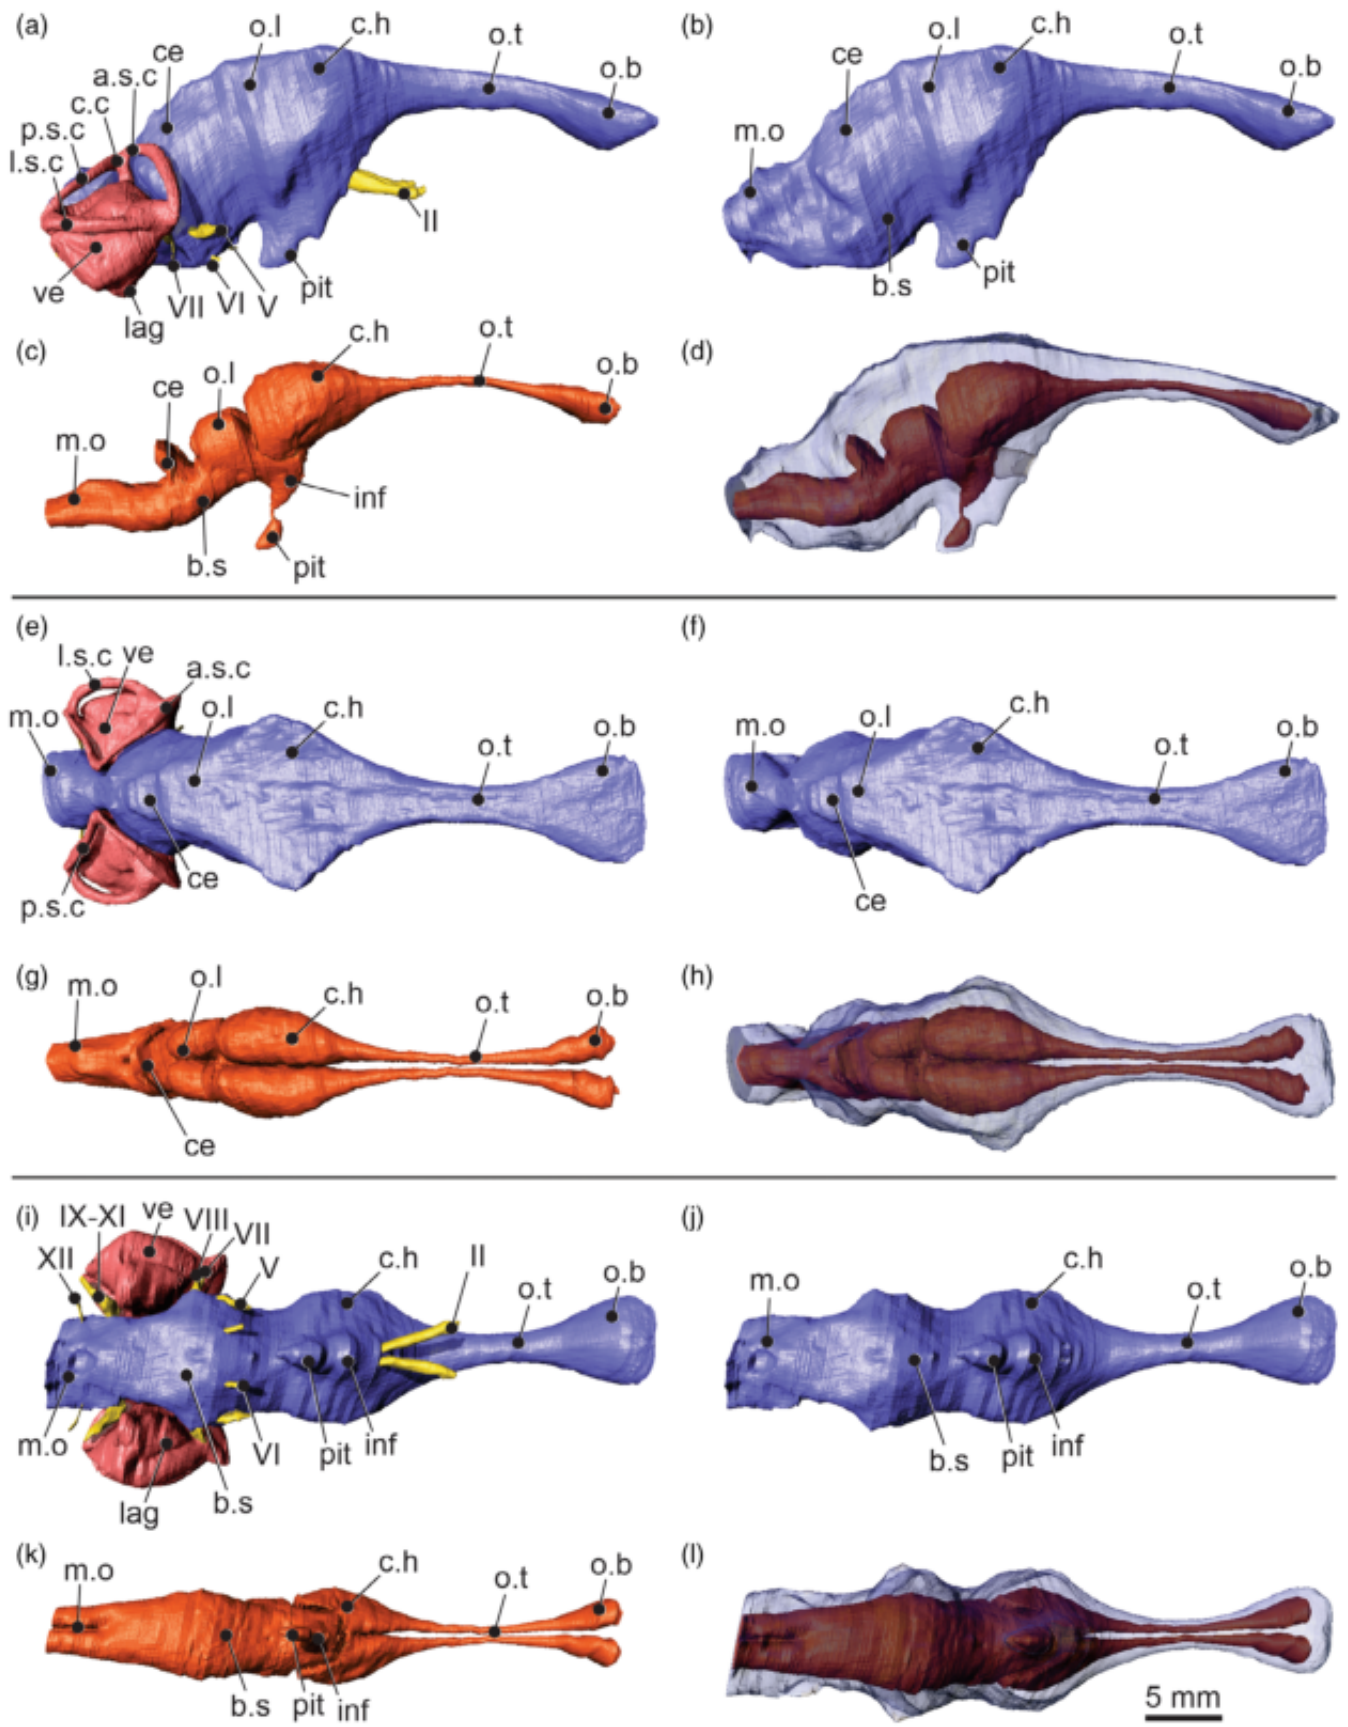 (a)
o.l
c.h
ce
o.t
a.s.c
o.b
c.c
p.s.c
l.s.c
II
ve
VII
VI
V
pit
lag
(b)
o.l
c.h
ce
o.t
o.b
m.o
pit
b.s
(c)
o.t
c.h
o.l
o.b
ce
m.o
inf
b.s
pit
(d)
(e)
l.s.c
ve
a.s.c
m.o
o.l
c.h
o.b
o.t
ce
p.s.c
(f)
c.h
m.o
o.l
o.b
o.t
ce
(g)
m.o
o.l
c.h
o.t
o.b
ce
(h)
(i)
IX-XI
ve
VIII
VII
XII
V
c.h
II
o.t
o.b
m.o
VI
pit
inf
b.s
lag
(j)
m.o
c.h
o.t
o.b
b.s
pit
inf
(k)
m.o
c.h
o.t
o.b
b.s
pit
inf
(l)
5 mm